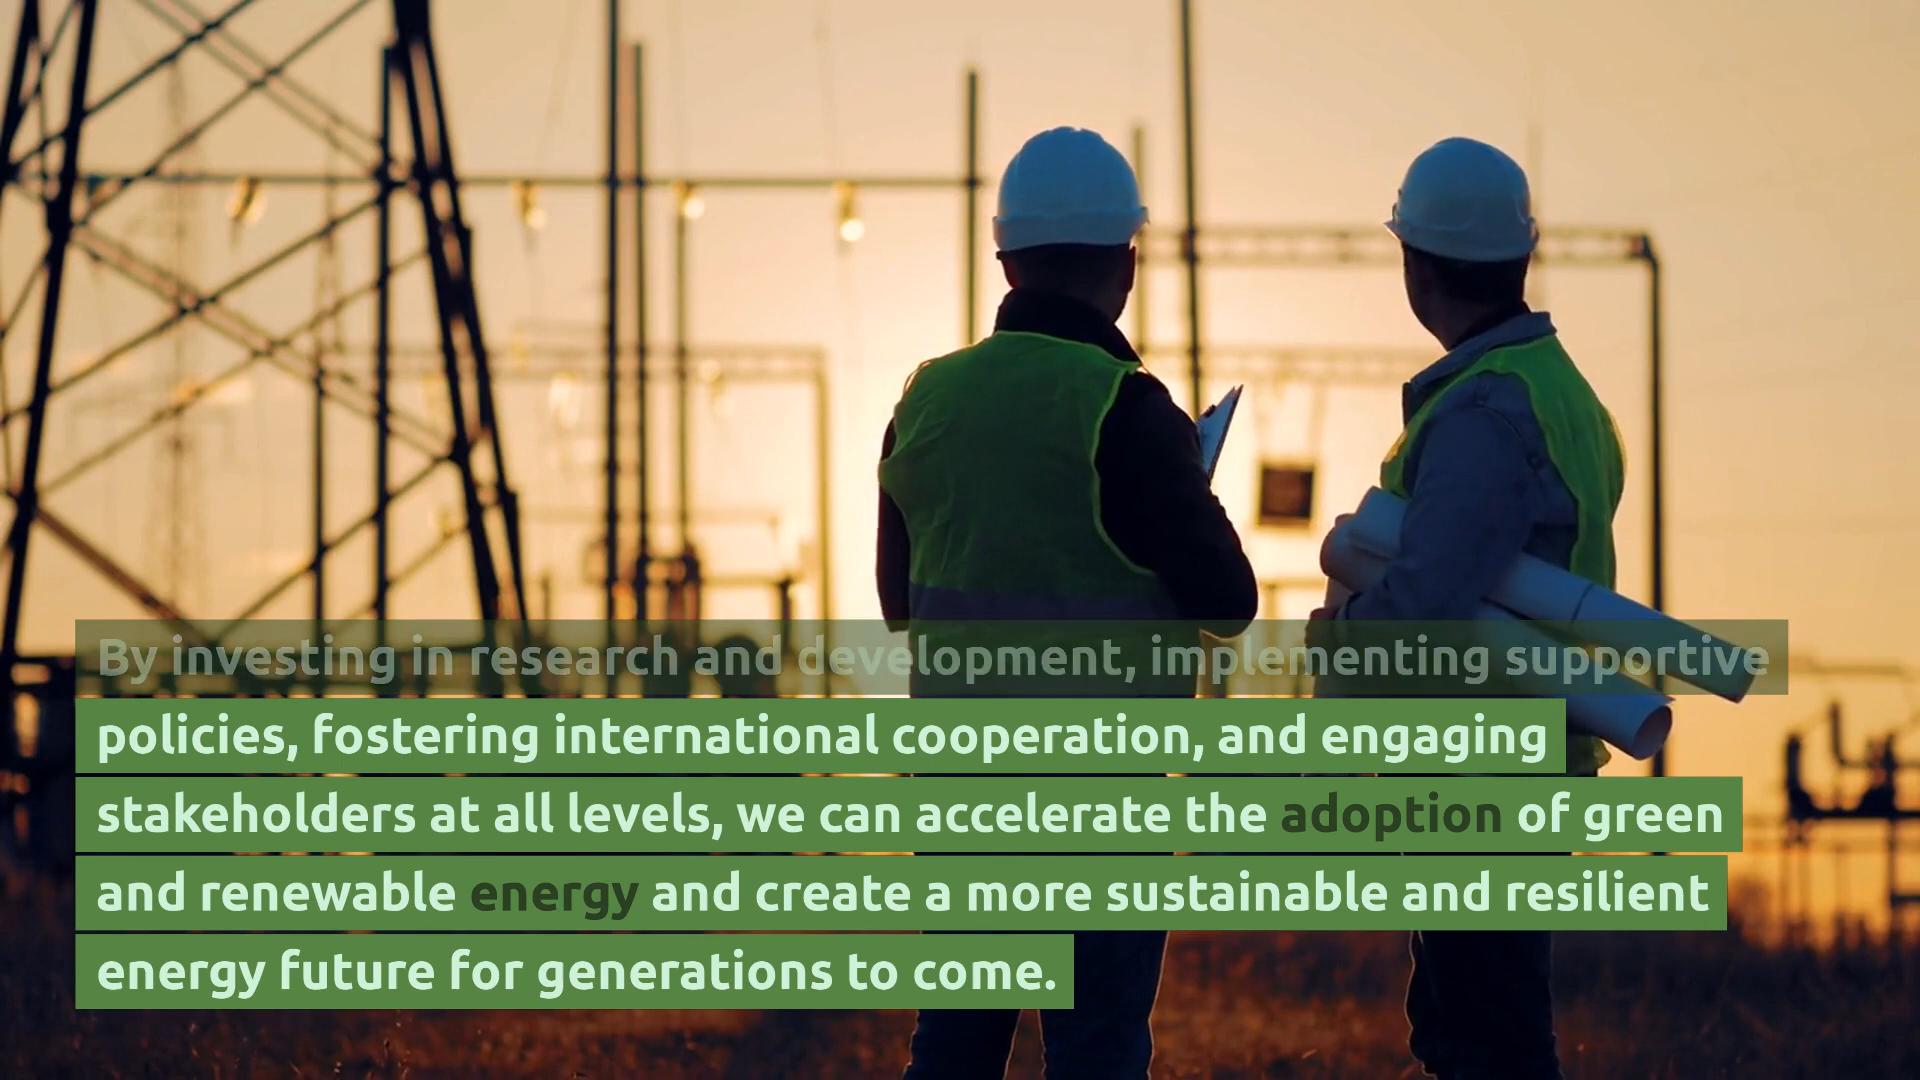 By investing in research and development, implementing supportive
policies, fostering international cooperation, and engaging
stakeholders at all levels, we can accelerate the adoption of green
and renewable energy and create a more sustainable and resilient
energy future for generations to come.